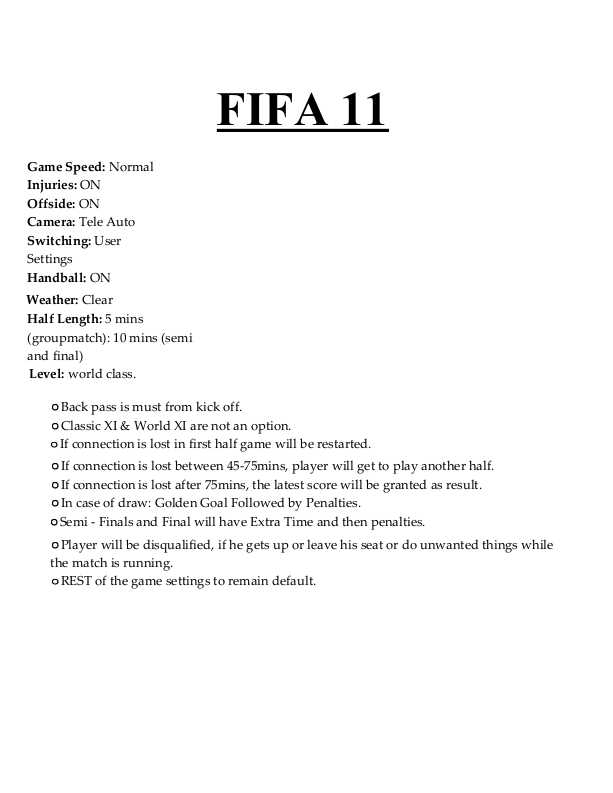 FIFA 11
Game Speed: Normal
Injuries: ON
Offside: ON
Camera: Tele Auto
Switching: User
Settings
Handball: ON
Weather: Clear
Half Length: 5 mins
(groupmatch): 10 mins (semi
and final)
Level: world class.
Back pass is must from kick off.
Classic XI & World XI are not an option.
If connection is lost in first half game will be restarted.
If connection is lost between 45-75mins, player will get to play another half.
If connection is lost after 75mins, the latest score will be granted as result.
In case of draw: Golden Goal Followed by Penalties.
Semi - Finals and Final will have Extra Time and then penalties.
Player will be disqualified, if he gets up or leave his seat or do unwanted things while
the match is running.
REST of the game settings to remain default.